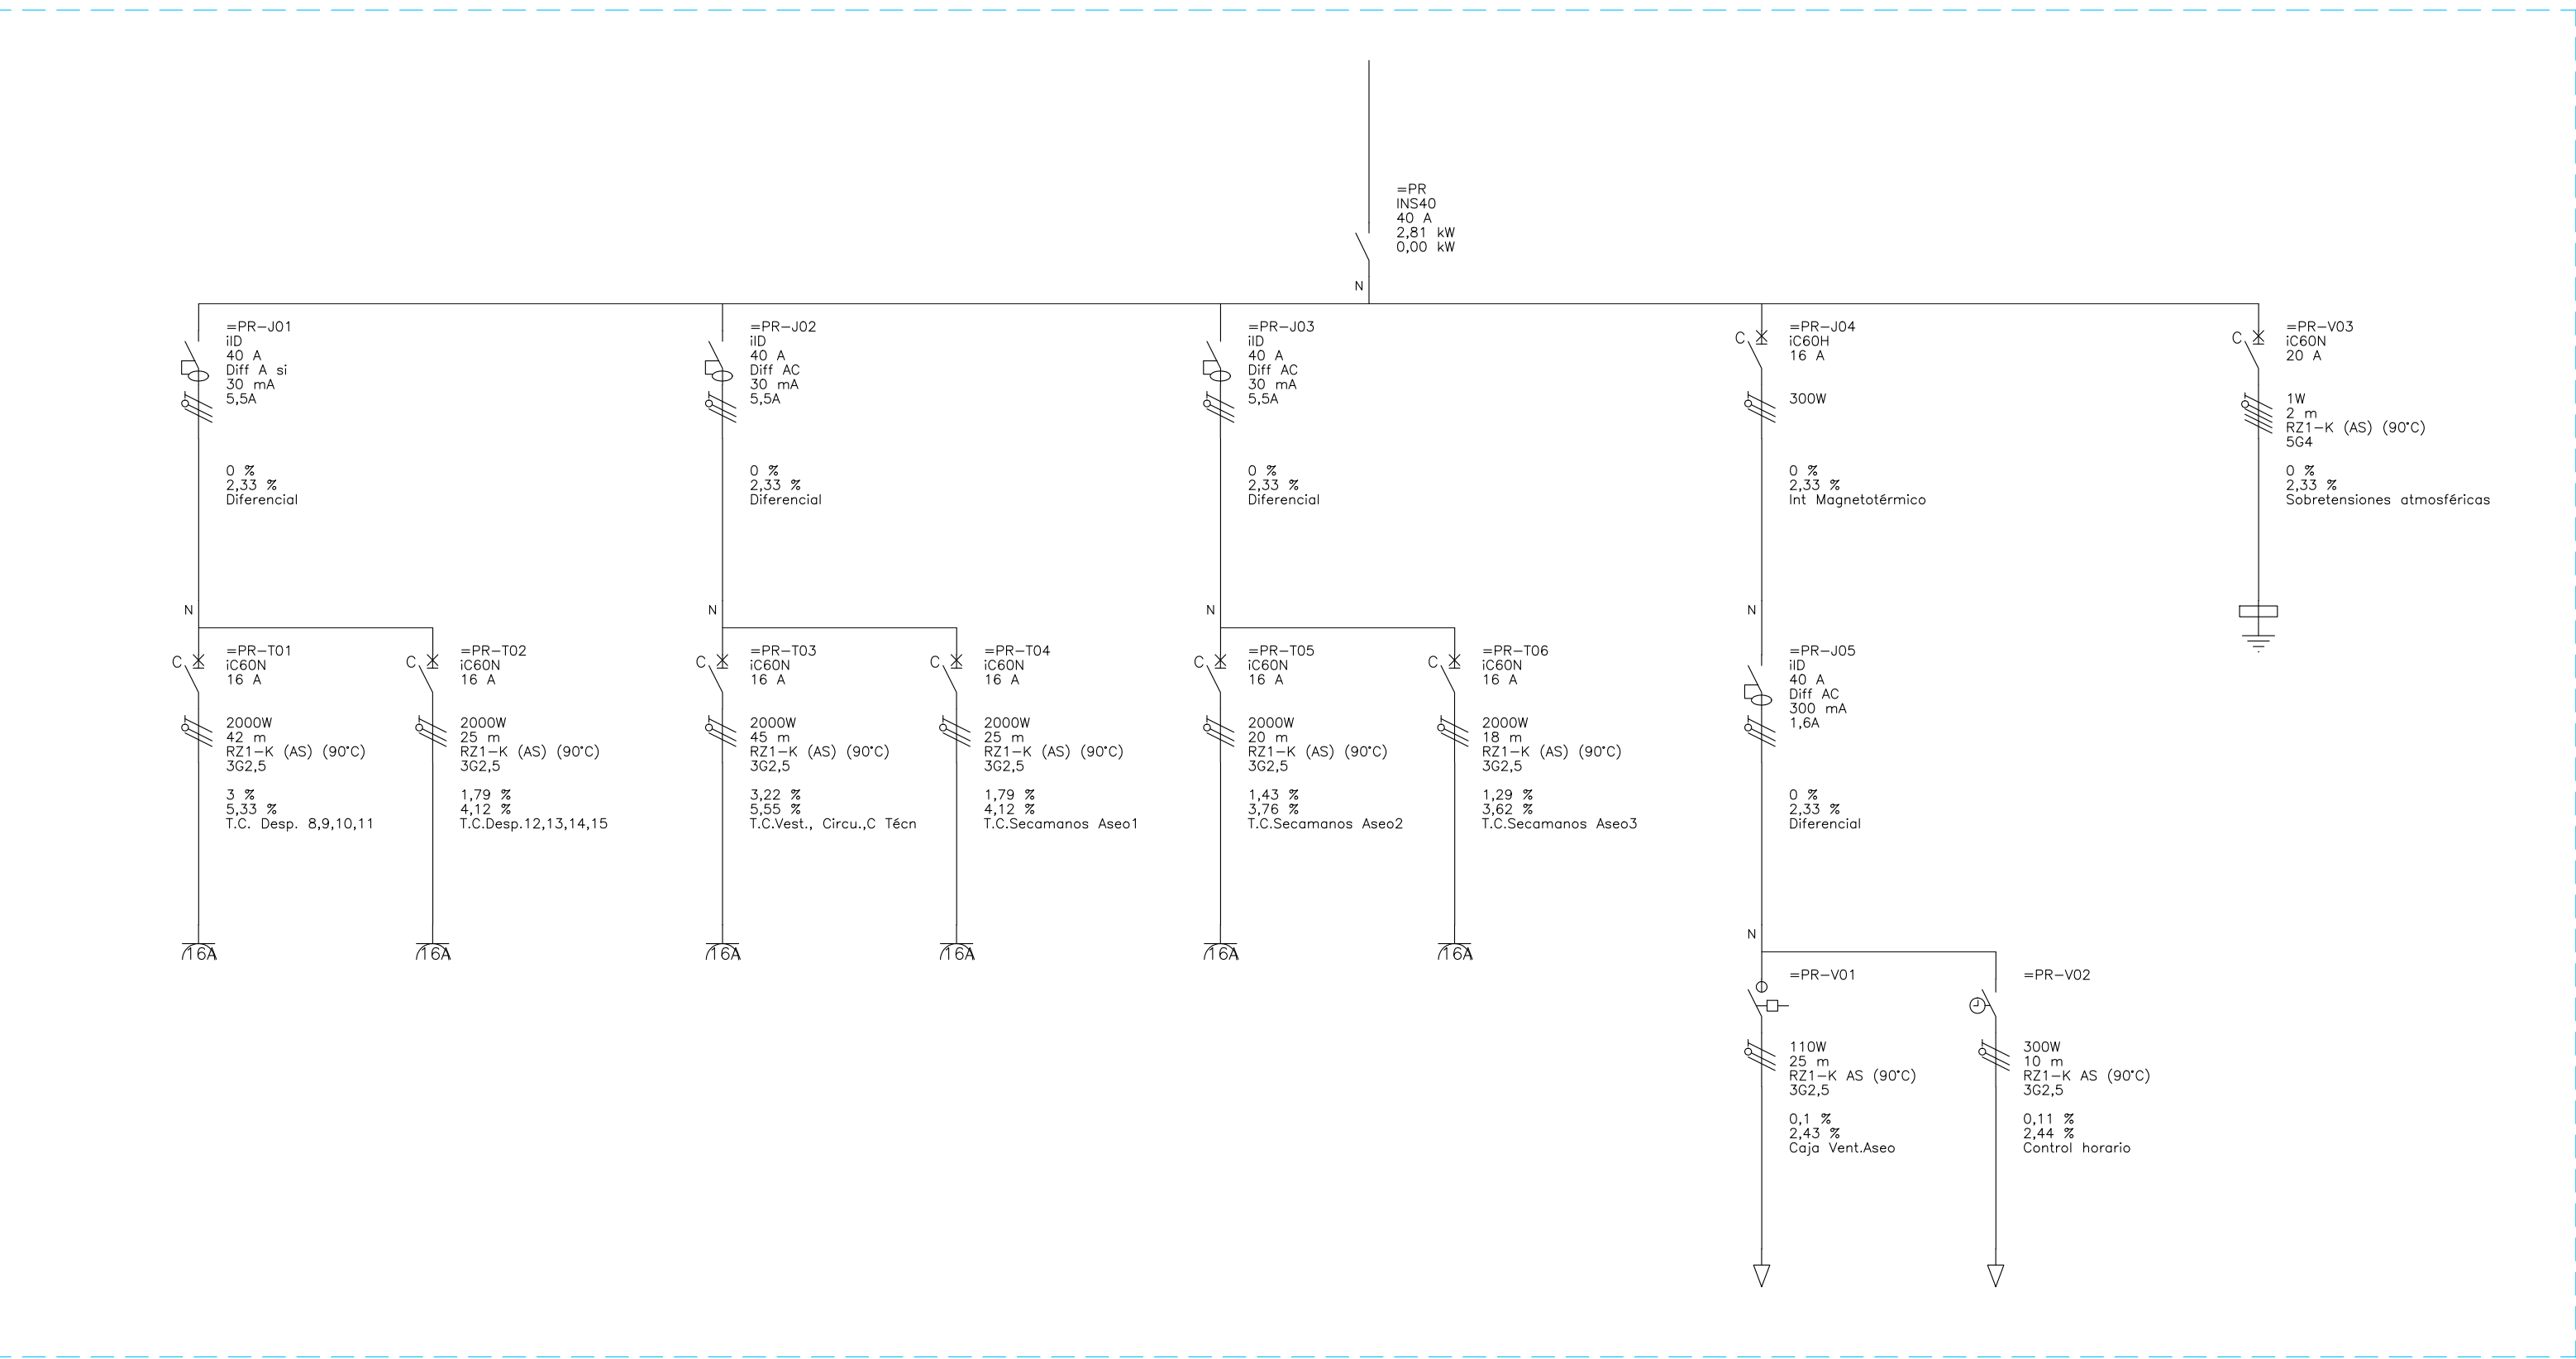 =PR
INS40
40 A
2,81 kW
0,00 kW
N
=PR-J01
iID
40 A
Diff A si
30 mA
5,5A
0 %
2,33 %
Diferencial
N
=PR-J02
iID
40 A
Diff AC
30 mA
5,5A
0 %
2,33 %
Diferencial
N
=PR-J03
iID
40 A
Diff AC
30 mA
5,5A
0 %
2,33 %
Diferencial
N
C
=PR-J04
iC60H
16 A
300W
0 %
2,33 %
Int Magnetotérmico
N
C
=PR-V03
iC60N
20 A
1W
2 m
RZ1-K (AS) (90°C)
5G4
0 %
2,33 %
Sobretensiones atmosféricas
C
=PR-T01
iC60N
16 A
2000W
42 m
RZ1-K (AS) (90°C)
3G2,5
3 %
5,33 %
T.C. Desp. 8,9,10,11
16A
C
=PR-T02
iC60N
16 A
2000W
25 m
RZ1-K (AS) (90°C)
3G2,5
1,79 %
4,12 %
T.C.Desp.12,13,14,15
16A
C
=PR-T03
iC60N
16 A
2000W
45 m
RZ1-K (AS) (90°C)
3G2,5
3,22 %
5,55 %
T.C.Vest., Circu.,C Técn
16A
C
=PR-T04
iC60N
16 A
2000W
25 m
RZ1-K (AS) (90°C)
3G2,5
1,79 %
4,12 %
T.C.Secamanos Aseo1
16A
C
=PR-T05
iC60N
16 A
2000W
20 m
RZ1-K (AS) (90°C)
3G2,5
1,43 %
3,76 %
T.C.Secamanos Aseo2
16A
C
=PR-T06
iC60N
16 A
2000W
18 m
RZ1-K (AS) (90°C)
3G2,5
1,29 %
3,62 %
T.C.Secamanos Aseo3
16A
=PR-J05
iID
40 A
Diff AC
300 mA
1,6A
0 %
2,33 %
Diferencial
N
=PR-V01
110W
25 m
RZ1-K AS (90°C)
3G2,5
0,1 %
2,43 %
Caja Vent.Aseo
=PR-V02
300W
10 m
RZ1-K AS (90°C)
3G2,5
0,11 %
2,44 %
Control horario